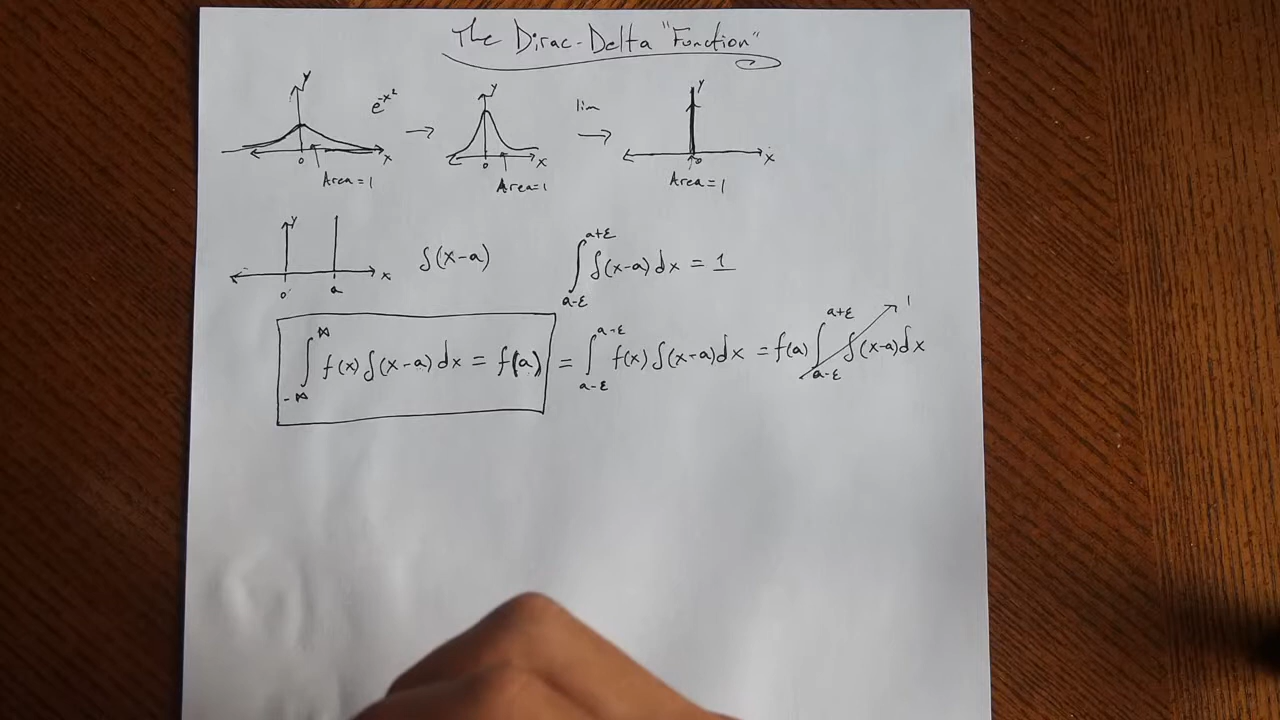 The Dirac-Delta "Function"
y e^-x² y lim y
0 x 0 x 0 x
Area=1 Area=1 Area=1
y
x δ(x-a) ∫_{a-ε}^{a+ε} δ(x-a)dx = 1
0 a
∫_{-∞}^{∞} f(x)δ(x-a)dx = f(a) = ∫_{a-ε}^{a-ε} f(x)δ(x-a)dx = f(a)∫_{a-ε}^{a+ε} δ(x-a)dx 1